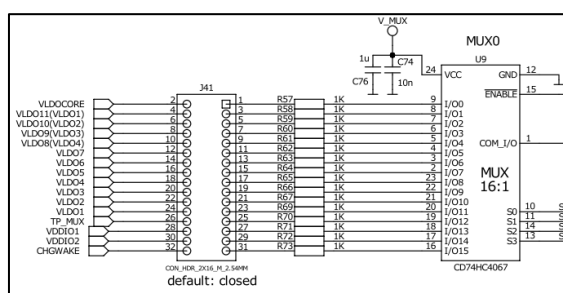 V_MUX
MUX0
1u C74 U9
C76 10n
24 VCC GND 12
ENABLE 15
J41
VLDOCORE 2 1 R57 1K 9 I/O0
VLDO11(VLDO1) 4 3 R58 1K 8 I/O1
VLDO10(VLDO2) 6 5 R59 1K 7 I/O2
VLDO9(VLDO3) 8 7 R60 1K 6 I/O3
VLDO8(VLDO4) 10 9 R61 1K 5 I/O4 COM_I/O 1
VLDO7 12 11 R62 1K 4 I/O5
VLDO6 14 13 R63 1K 3 I/O6
VLDO5 16 15 R64 1K 2 I/O7
VLDO4 18 17 R65 1K 23 I/O8 MUX
VLDO3 20 19 R66 1K 22 I/O9 16:1
VLDO2 22 21 R67 1K 21 I/O10
VLDO1 24 23 R69 1K 20 I/O11 S0 10
TP_MUX 26 25 R70 1K 19 I/O12 S1 11
VDDIO1 28 27 R71 1K 18 I/O13 S2 14
VDDIO2 30 29 R72 1K 17 I/O14 S3 13
CHGWAKE 32 31 R73 1K 16 I/O15
CON_HDR_2X16_M_2.54MM CD74HC4067
default: closed